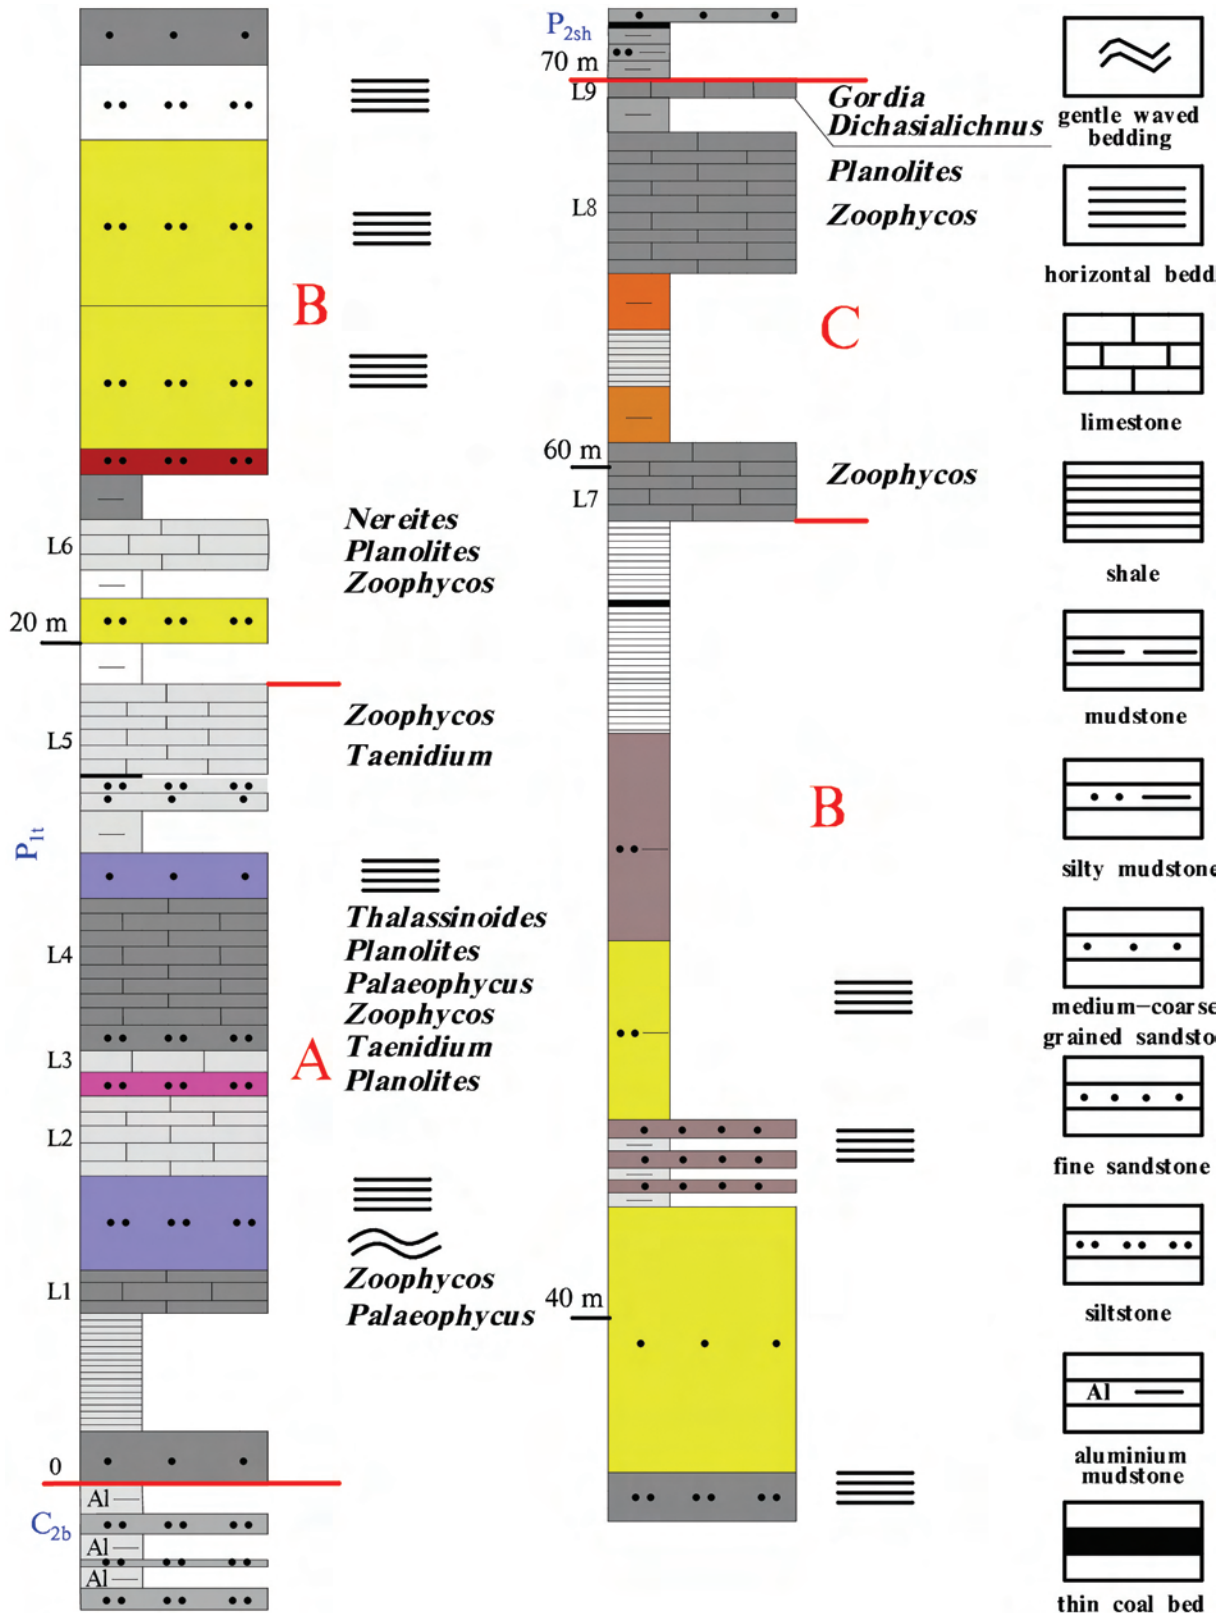 B
Nereites
L6
Planolites
Zoophycos
20 m
Zoophycos
L5
Taenidium
P1t
Thalassinoides
L4
Planolites
Palaeophycus
Zoophycos
L3
A
Taenidium
Planolites
L2
Zoophycos
L1
Palaeophycus
0
Al
C2b
Al
Al
P2sh
70 m
L9
Gordia
Dichasialichnus
Planolites
L8
Zoophycos
C
60 m
L7
Zoophycos
B
40 m
gentle waved
bedding
horizontal bedd
limestone
shale
mudstone
silty mudstone
medium-coarse
grained sandsto
fine sandstone
siltstone
Al
aluminium
mudstone
thin coal bed